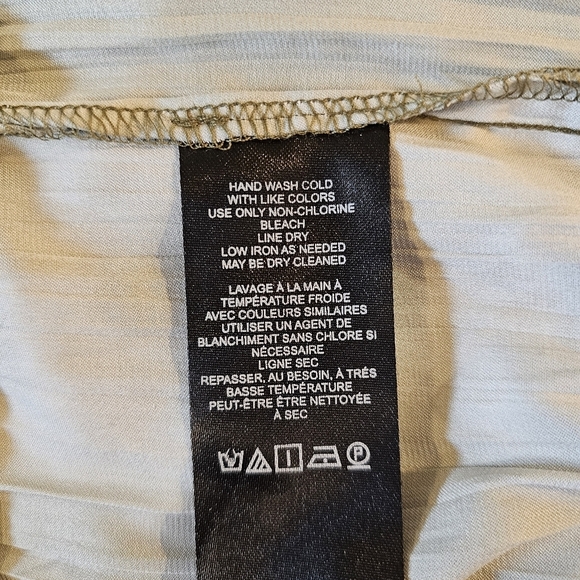 HAND WASH COLD
WITH LIKE COLORS
USE ONLY NON-CHLORINE
BLEACH
LINE DRY
LOW IRON AS NEEDED
MAY BE DRY CLEANED
LAVAGE À LA MAIN À
TEMPÉRATURE FROIDE
AVEC COULEURS SIMILAIRES
UTILISER UN AGENT DE
BLANCHIMENT SANS CHLORE SI
NÉCESSAIRE
LIGNE SEC
REPASSER, AU BESOIN, À TRÉS
BASSE TEMPÉRATURE
PEUT-ÊTRE ÊTRE NETTOYÉE
À SEC
P